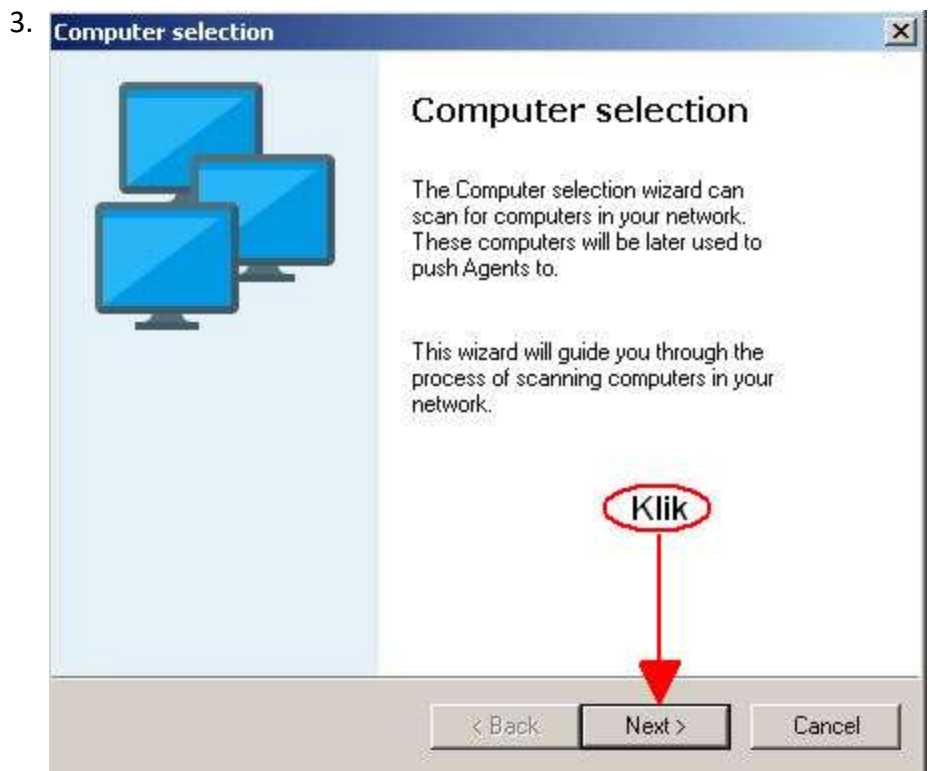 3.
Computer selection
Computer selection
The Computer selection wizard can
scan for computers in your network.
These computers will be later used to
push Agents to.
This wizard will guide you through the
process of scanning computers in your
network.
Klik
< Back
Next >
Cancel